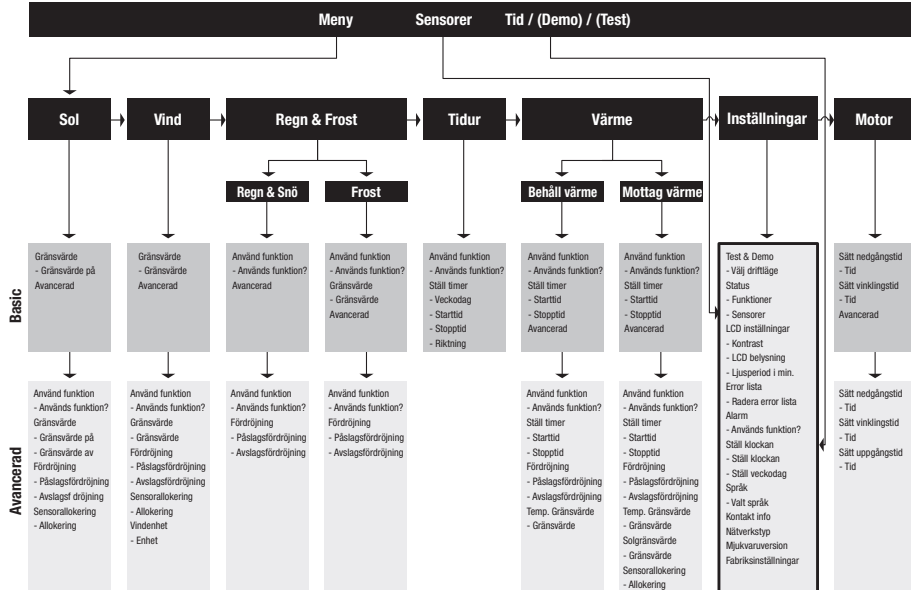 Meny
Sensorer
Tid / (Demo) / (Test)
Sol
Vind
Regn & Frost
Tidur
Värme
Inställningar
Motor
Regn & Snö
Frost
Behåll värme
Mottag värme
Basic
Gränsvärde
- Gränsvärde på
Avancerad
Gränsvärde
- Gränsvärde
Avancerad
Använd funktion
- Används funktion?
Avancerad
Använd funktion
- Används funktion?
Gränsvärde
- Gränsvärde
Avancerad
Använd funktion
- Används funktion?
Ställ timer
- Veckodag
- Starttid
- Stopptid
- Riktning
Använd funktion
- Används funktion?
Ställ timer
- Starttid
- Stopptid
Avancerad
Använd funktion
- Används funktion?
Ställ timer
- Starttid
- Stopptid
Avancerad
Test & Demo
- Välj driftläge
Status
- Funktioner
- Sensorer
LCD inställningar
- Kontrast
- LCD belysning
- Ljusperiod i min.
Error lista
- Radera error lista
Alarm
- Används funktion?
Ställ klockan
- Ställ klockan
- Ställ veckodag
Språk
- Valt språk
Kontakt info
Nätverkstyp
Mjukvaruversion
Fabriksinställningar
Sätt nedgångstid
- Tid
Sätt vinklingstid
- Tid
Avancerad
Avancerad
Använd funktion
- Används funktion?
Gränsvärde
- Gränsvärde på
- Gränsvärde av
Fördröjning
- Påslagsfördröjning
- Avslagsf dröjning
Sensorallokering
- Allokering
Använd funktion
- Används funktion?
Gränsvärde
- Gränsvärde
Fördröjning
- Påslagsfördröjning
- Avslagsfördröjning
Sensorallokering
- Allokering
Vindenhet
- Enhet
Använd funktion
- Används funktion?
Fördröjning
- Påslagsfördröjning
- Avslagsfördröjning
Använd funktion
- Används funktion?
Fördröjning
- Påslagsfördröjning
- Avslagsfördröjning
Använd funktion
- Används funktion?
Ställ timer
- Starttid
- Stopptid
Fördröjning
- Påslagsfördröjning
- Avslagsfördröjning
Temp. Gränsvärde
- Gränsvärde
Använd funktion
- Används funktion?
Ställ timer
- Starttid
- Stopptid
Fördröjning
- Påslagsfördröjning
- Avslagsfördröjning
Temp. Gränsvärde
- Gränsvärde
Solgränsvärde
- Gränsvärde
Sensorallokering
- Allokering
Sätt nedgångstid
- Tid
Sätt vinklingstid
- Tid
Sätt uppgångstid
- Tid